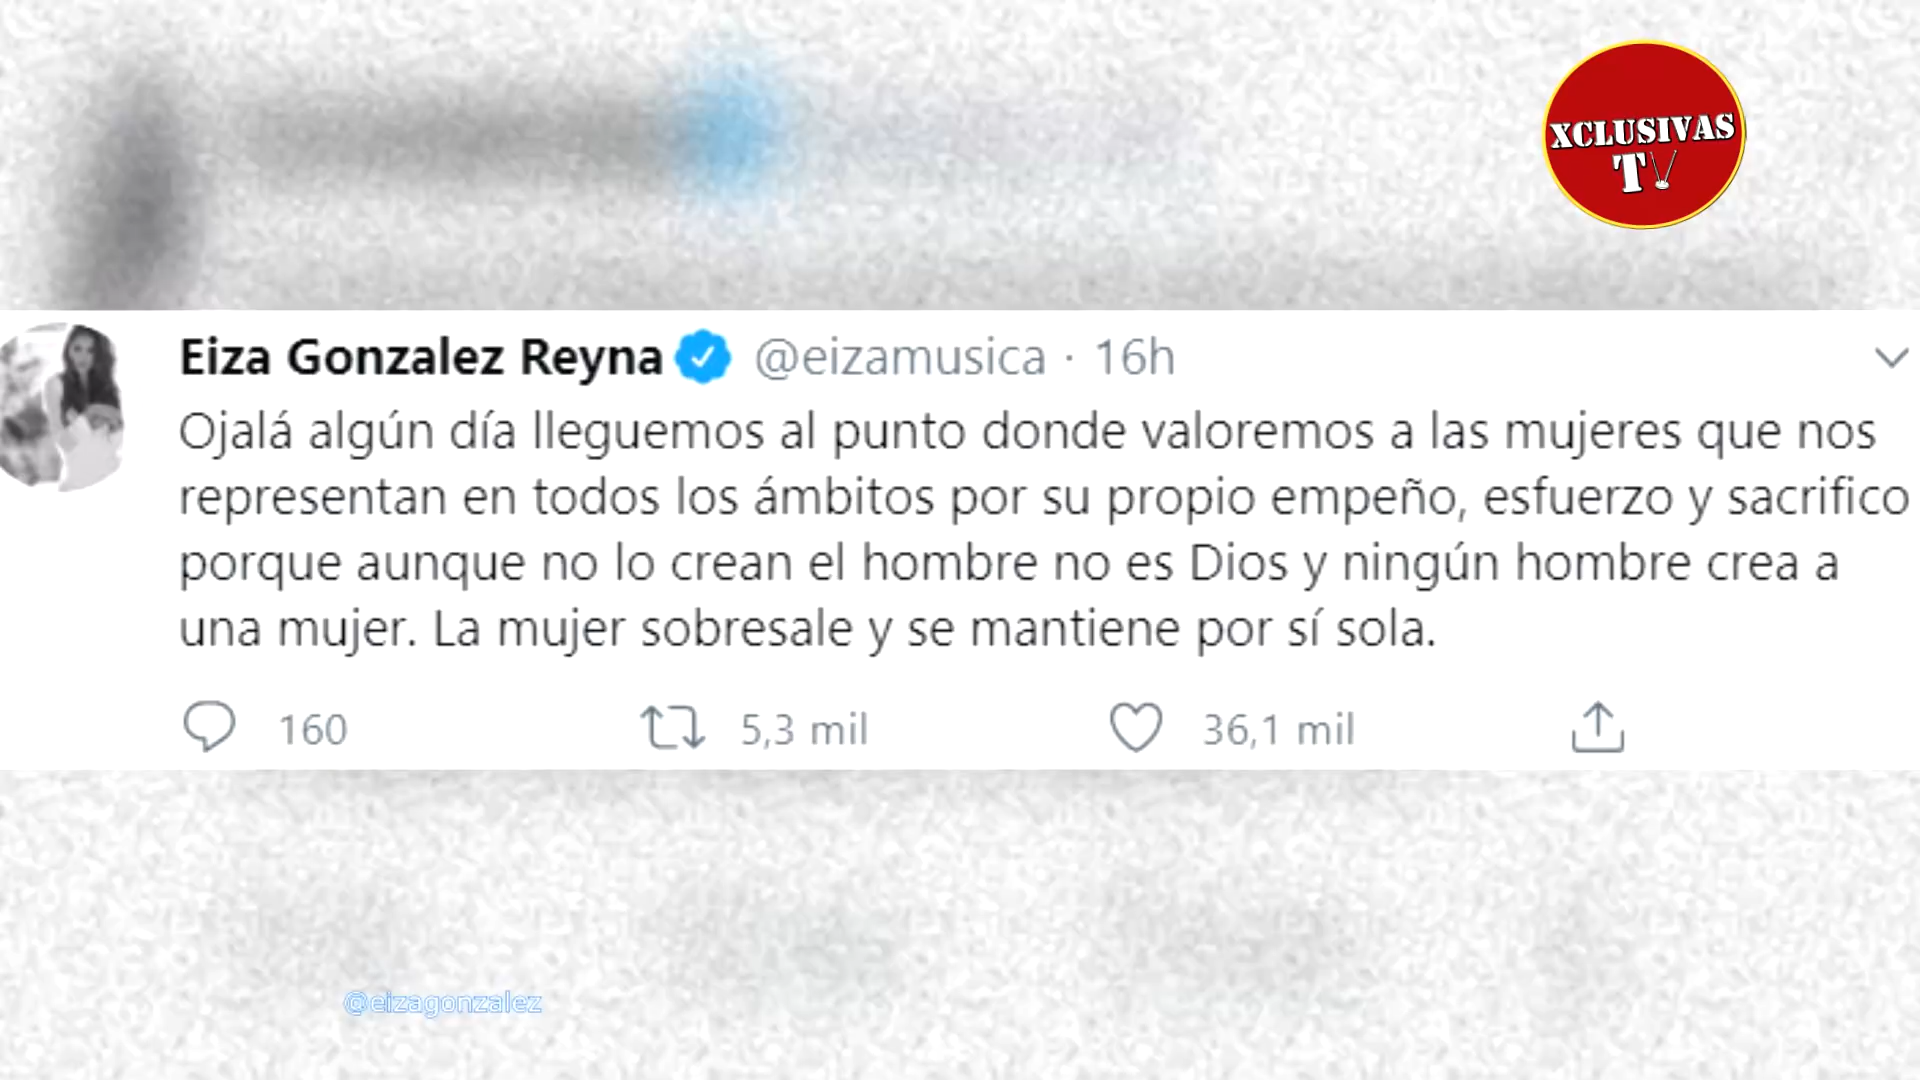 XCLUSIVAS
TV
Eiza Gonzalez Reyna @eizamusica · 16h
Ojalá algún día lleguemos al punto donde valoremos a las mujeres que nos
representan en todos los ámbitos por su propio empeño, esfuerzo y sacrifico
porque aunque no lo crean el hombre no es Dios y ningún hombre crea a
una mujer. La mujer sobresale y se mantiene por sí sola.
160 5,3 mil 36,1 mil
@eizagonzalez